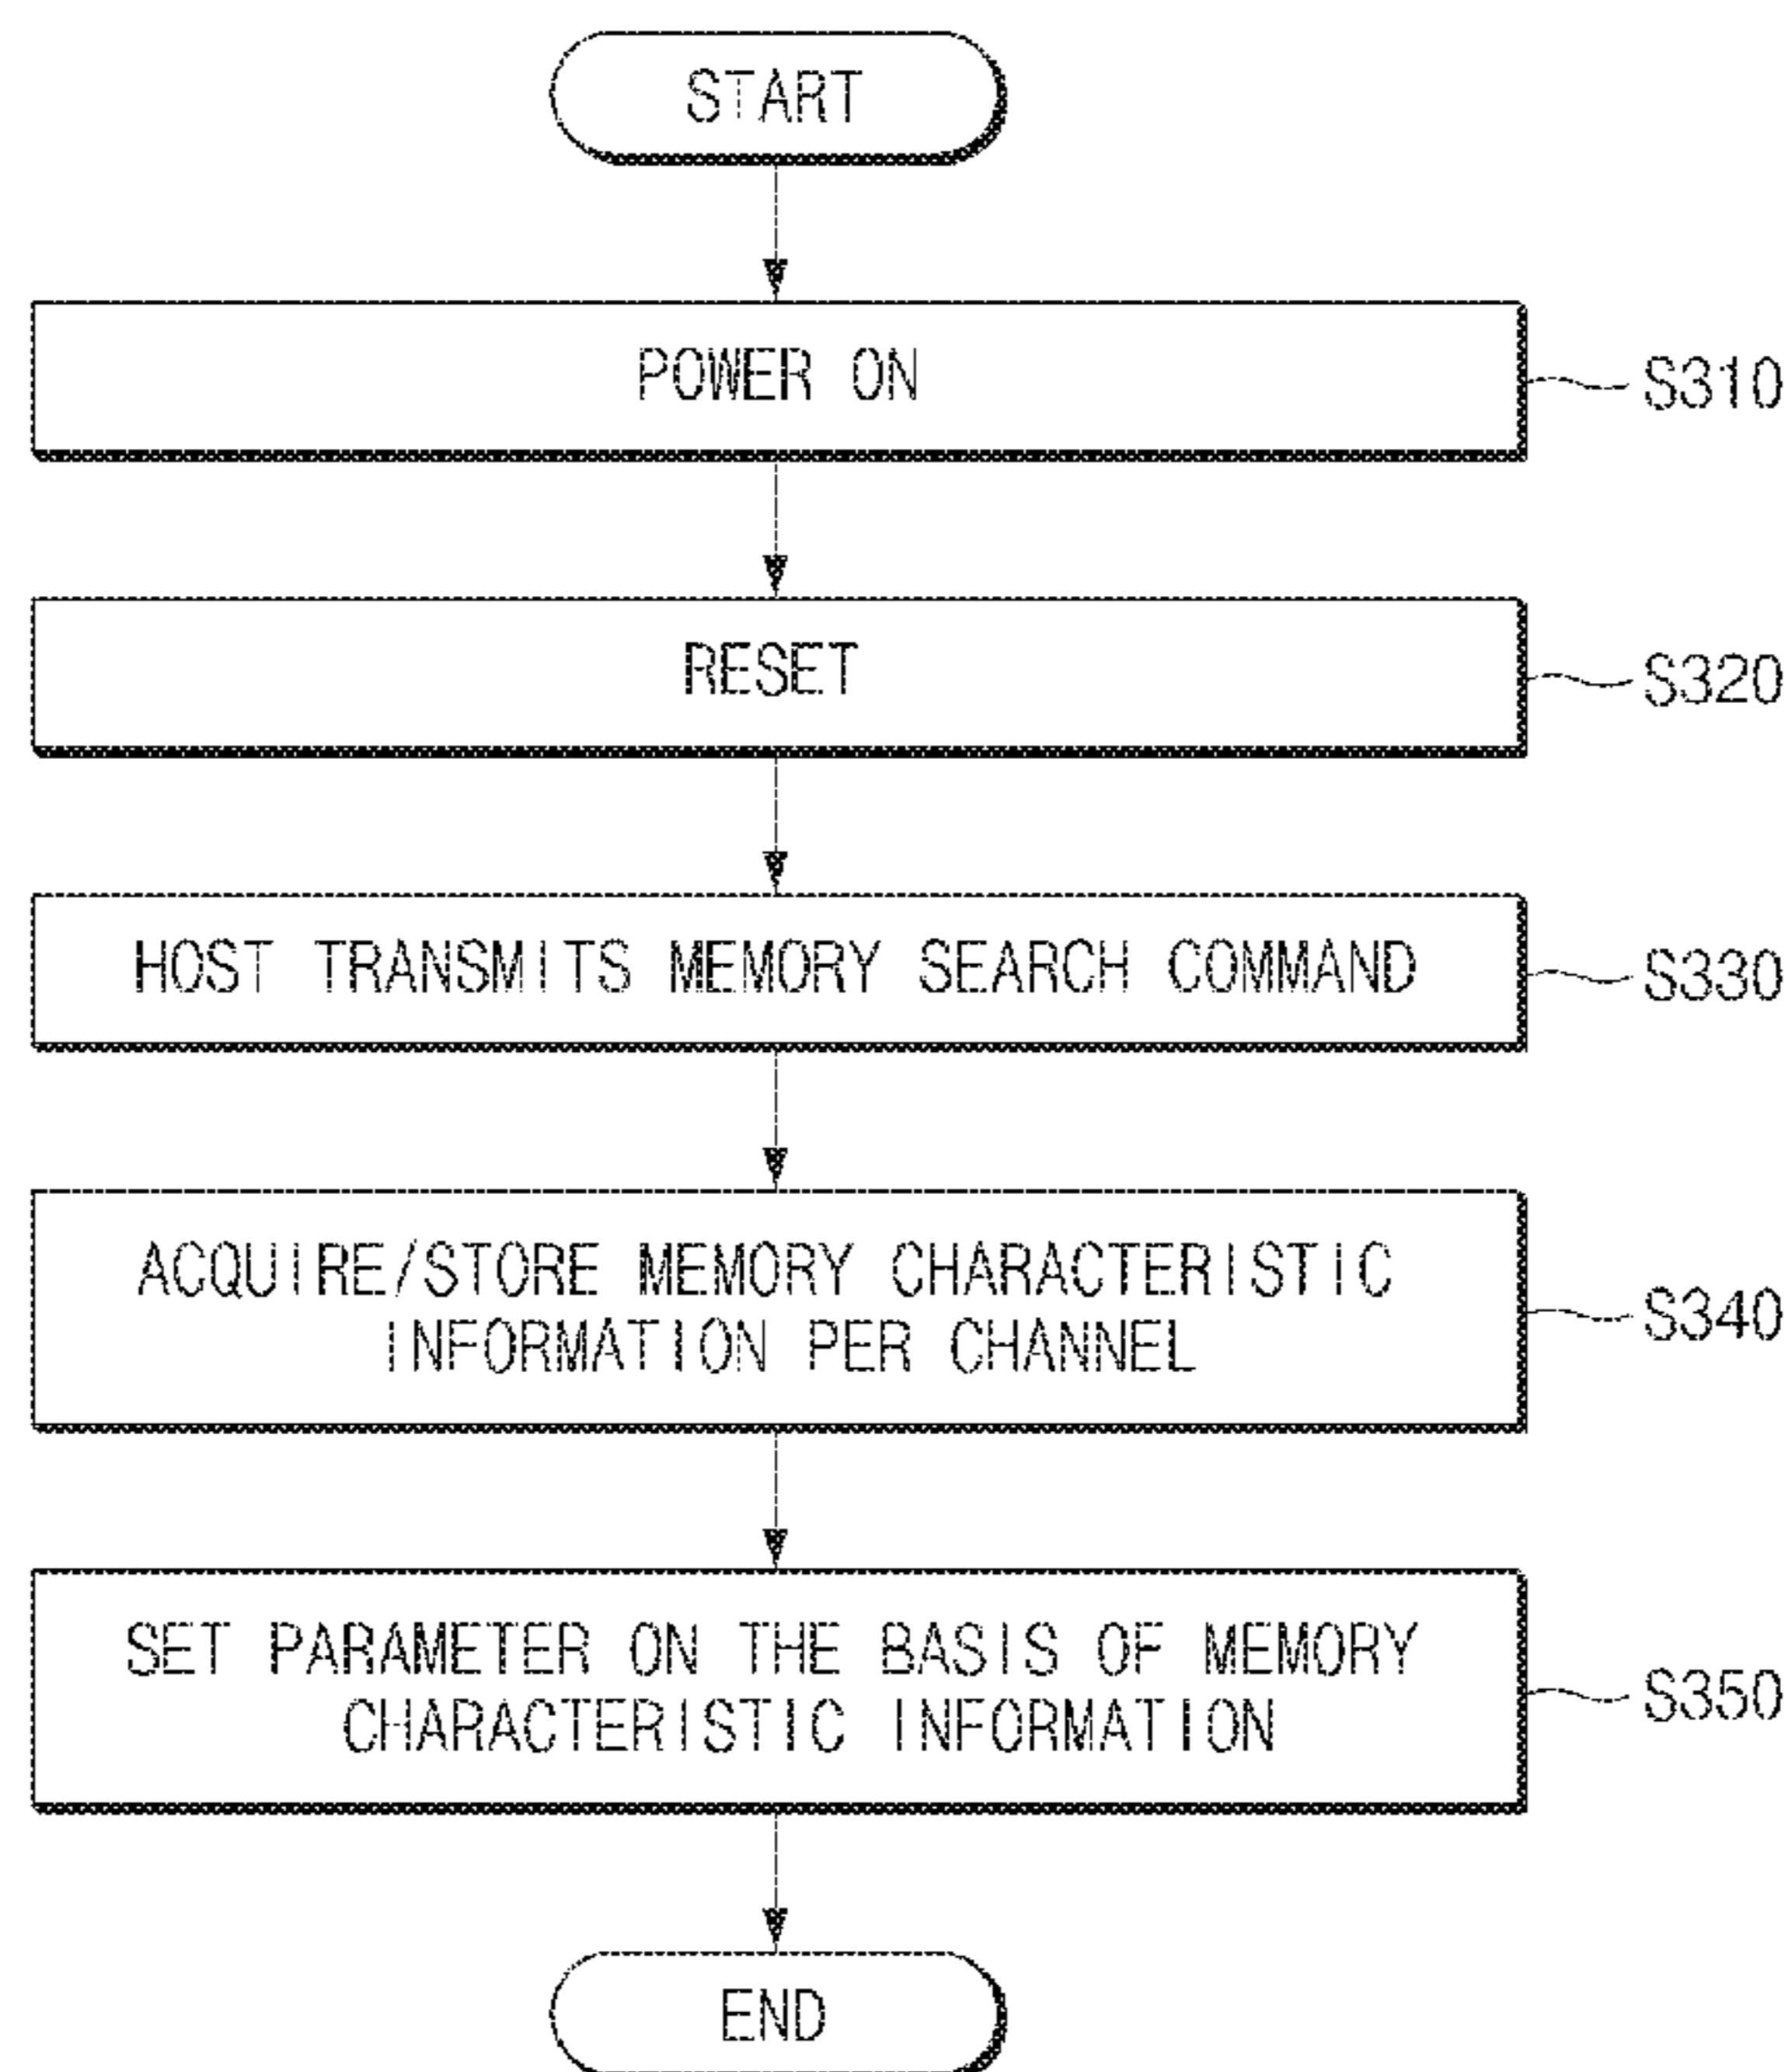 START
POWER ON
S310
RESET
S320
HOST TRANSMITS MEMORY SEARCH COMMAND
S330
ACQUIRE/STORE MEMORY CHARACTERISTIC
INFORMATION PER CHANNEL
S340
SET PARAMETER ON THE BASIS OF MEMORY
CHARACTERISTIC INFORMATION
S350
END